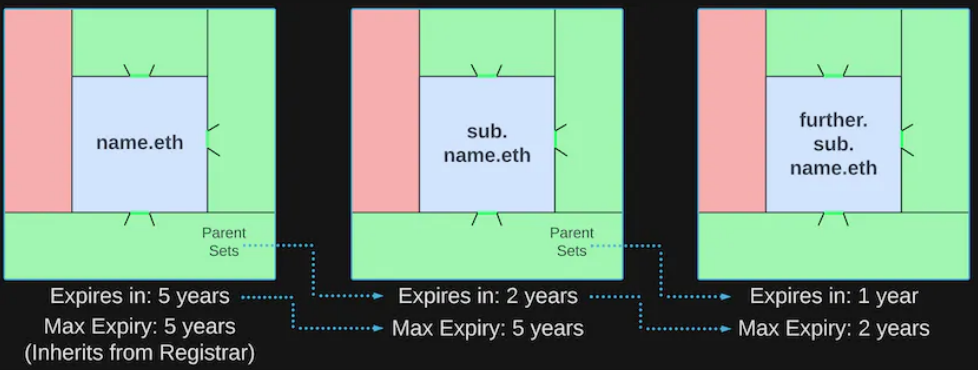 name.eth
Parent
Sets
Expires in: 5 years
Max Expiry: 5 years
(Inherits from Registrar)
sub.
name.eth
Parent
Sets
Expires in: 2 years
Max Expiry: 5 years
further.
sub.
name.eth
Expires in: 1 year
Max Expiry: 2 years